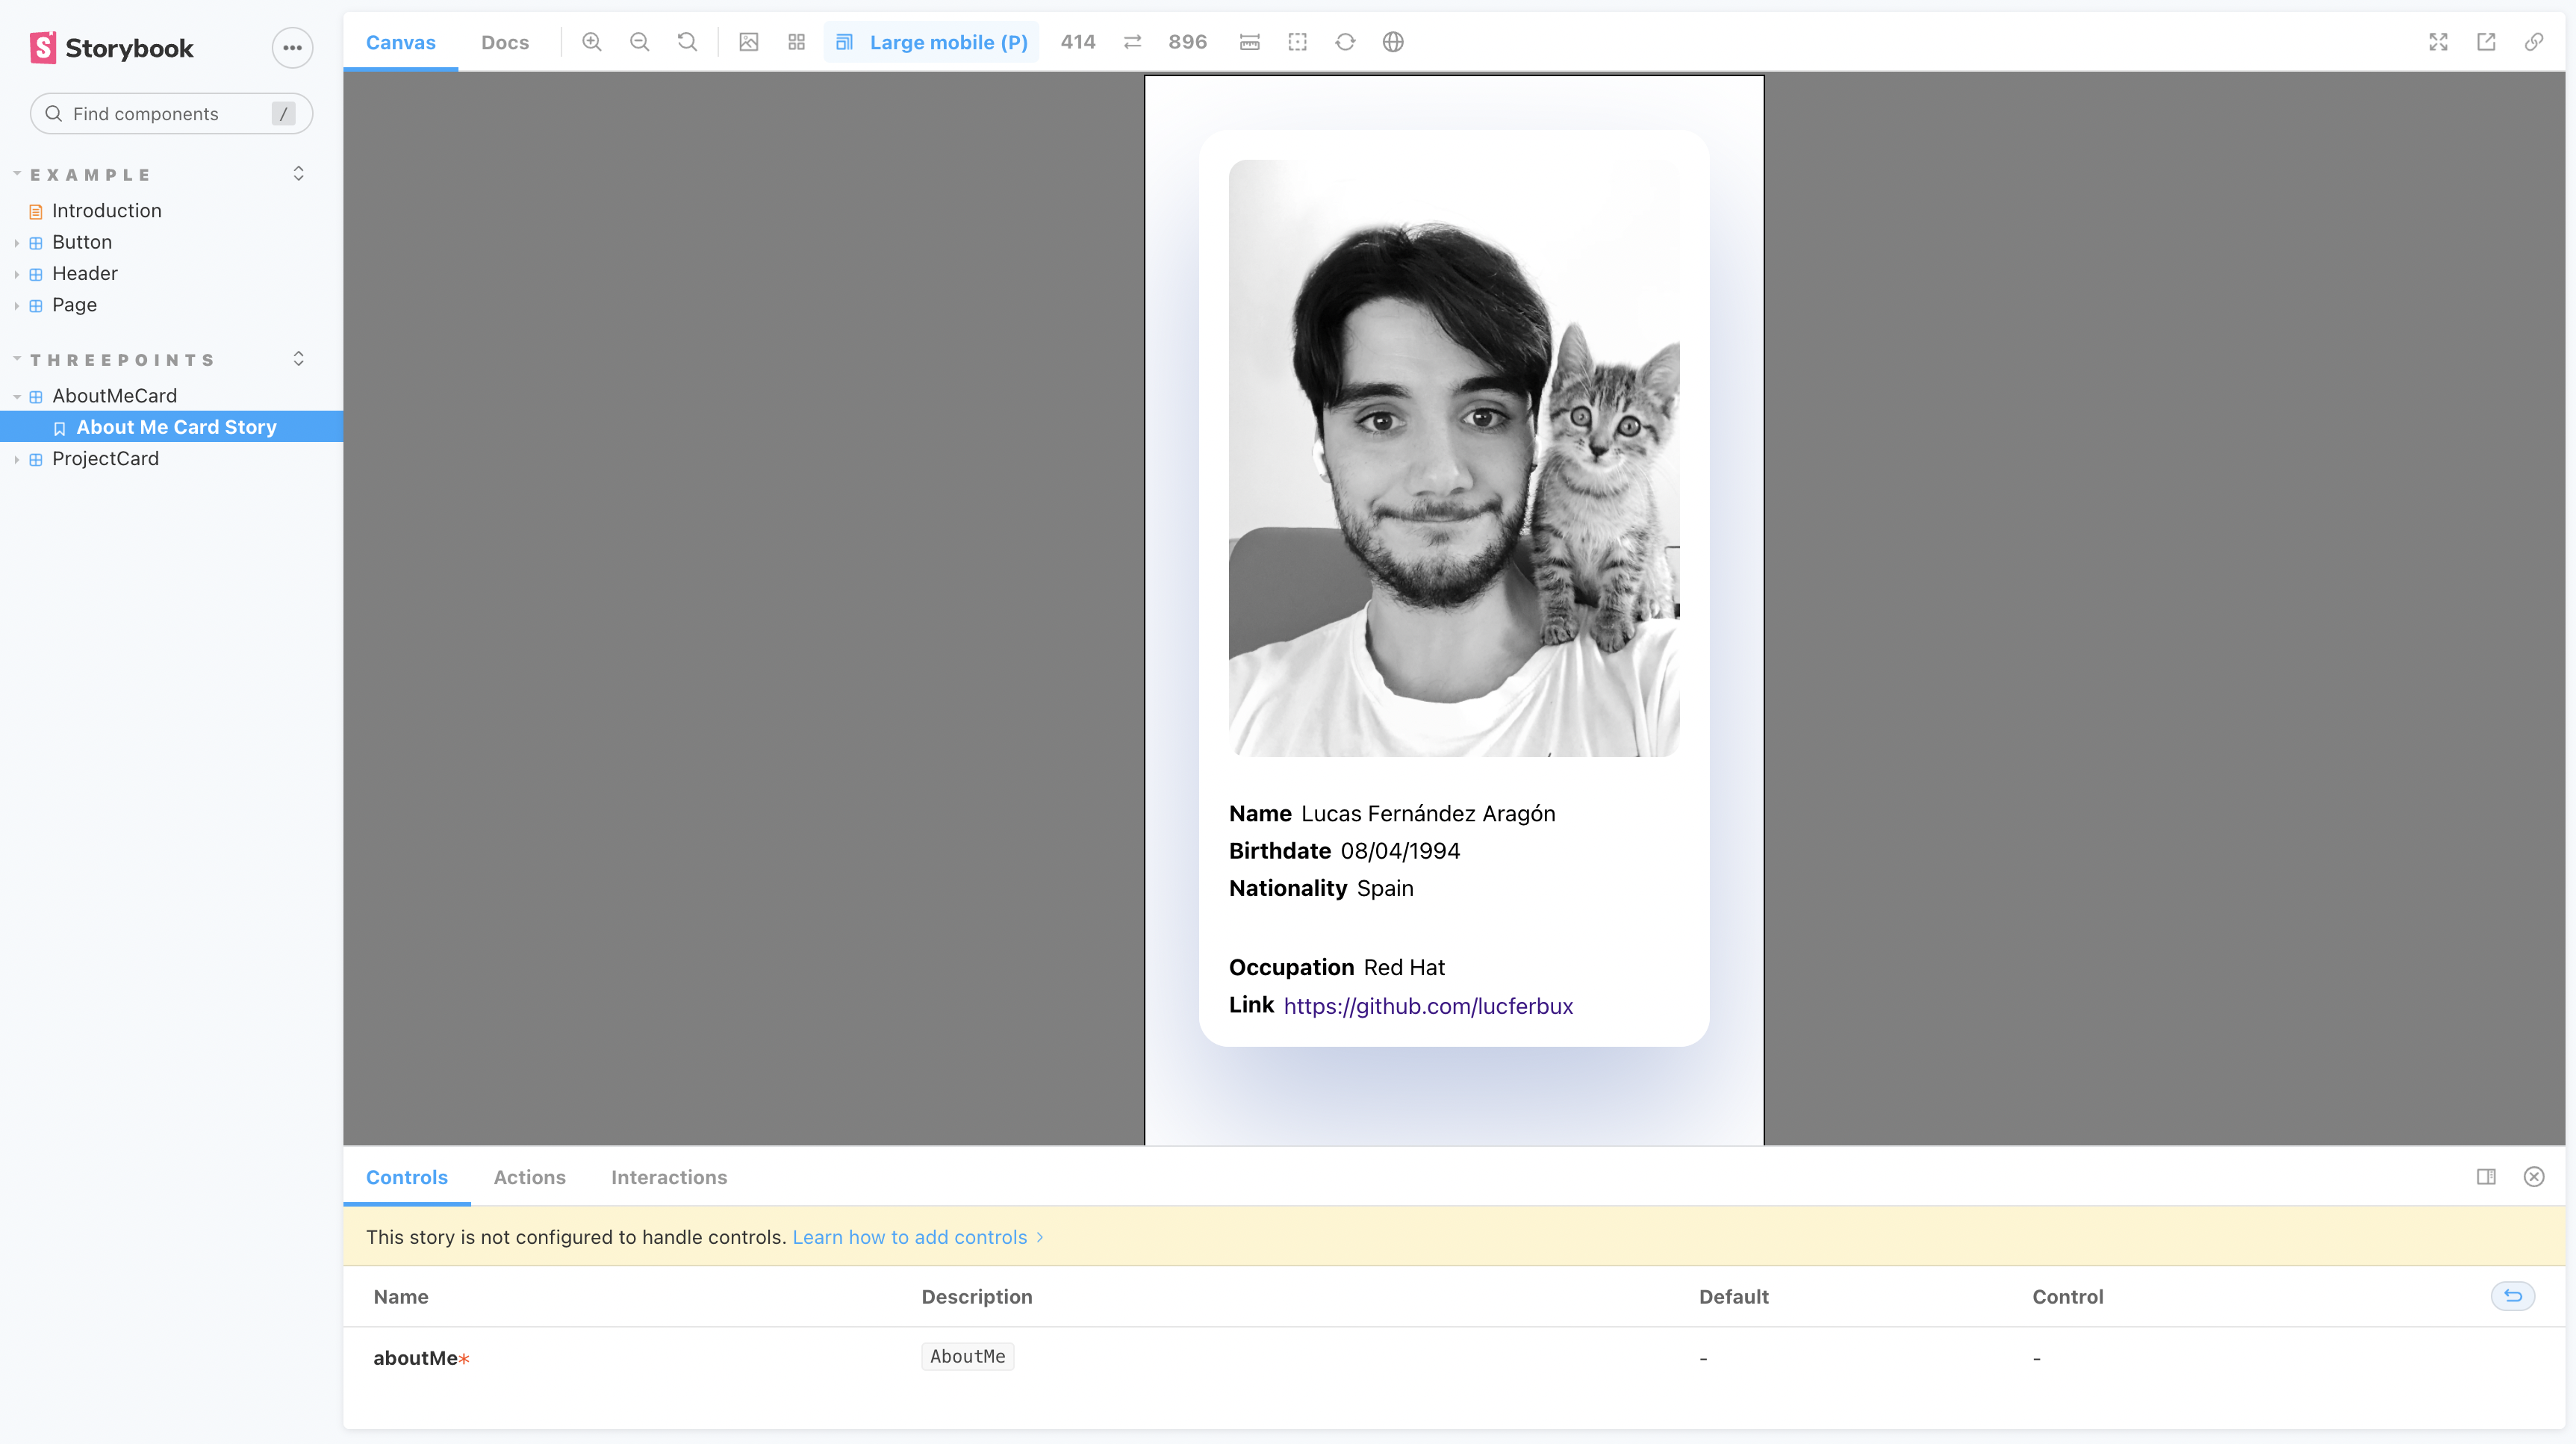 Storybook
Find components /
EXAMPLE
Introduction
Button
Header
Page
THREEPOINTS
AboutMeCard
About Me Card Story
ProjectCard
Canvas Docs Large mobile (P) 414 896
Name Lucas Fernández Aragón
Birthdate 08/04/1994
Nationality Spain
Occupation Red Hat
Link https://github.com/lucferbux
Controls Actions Interactions
This story is not configured to handle controls. Learn how to add controls
Name Description Default Control
aboutMe* AboutMe - -